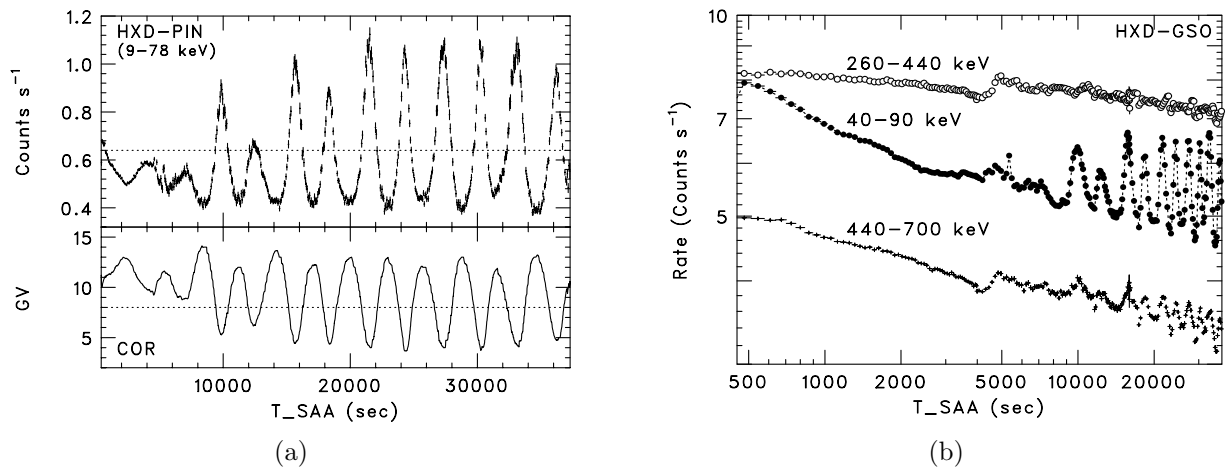 HXD-PIN
(9-78 keV)
1.2
1.0
0.8
0.6
0.4
Counts s⁻¹
15
10
5
GV
COR
10000 20000 30000
T_SAA (sec)
(a)
HXD-GSO
10
7
5
Rate (Counts s⁻¹)
260-440 keV
40-90 keV
440-700 keV
500 1000 2000 5000 10000 20000
T_SAA (sec)
(b)